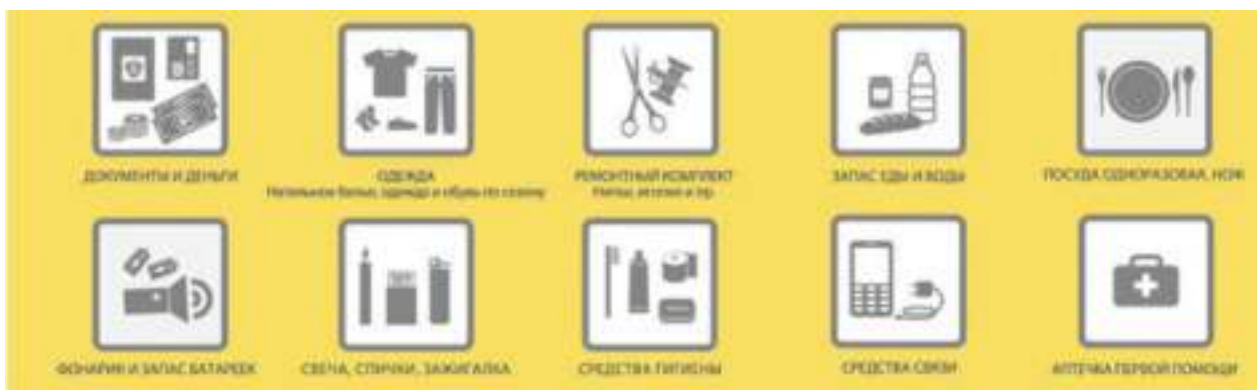 ДОКУМЕНТЫ И ДЕНЬГИ
ОДЕЖДА
Нательное белье, одежда и обувь по сезону
РЕМОНТНЫЙ КОМПЛЕКТ
Нитки, иголки и пр
ЗАПАС ЕДЫ И ВОДЫ
ПОСУДА ОДНОРАЗОВАЯ, НОЖ
ФОНАРИК И ЗАПАС БАТАРЕЕК
СВЕЧА, СПИЧКИ, ЗАЖИГАЛКА
СРЕДСТВА ГИГИЕНЫ
СРЕДСТВА СВЯЗИ
АПТЕЧКА ПЕРВОЙ ПОМОЩИ